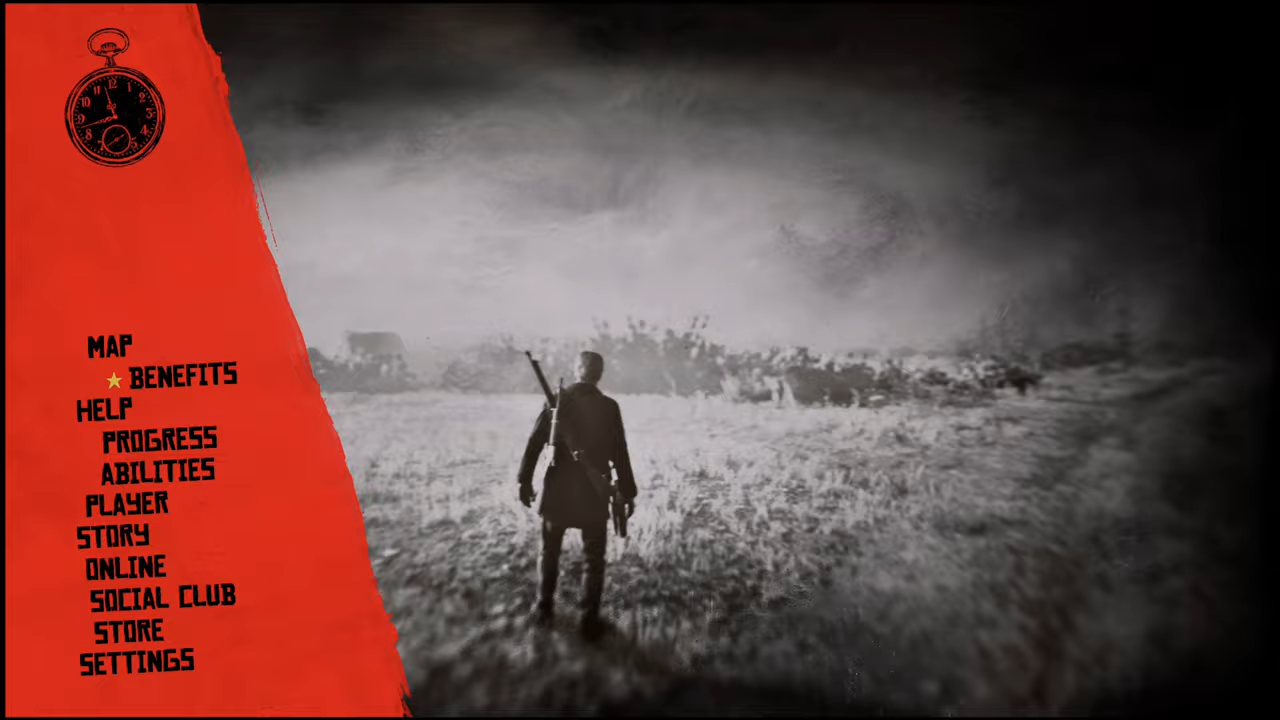 MAP
BENEFITS
HELP
PROGRESS
ABILITIES
PLAYER
STORY
ONLINE
SOCIAL CLUB
STORE
SETTINGS